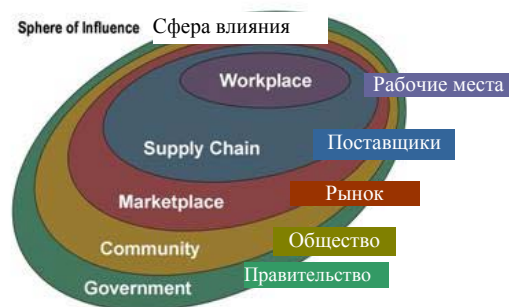 Sphere of Influence Сфера влияния
Workplace Рабочие места
Supply Chain Поставщики
Marketplace Рынок
Community Общество
Government Правительство